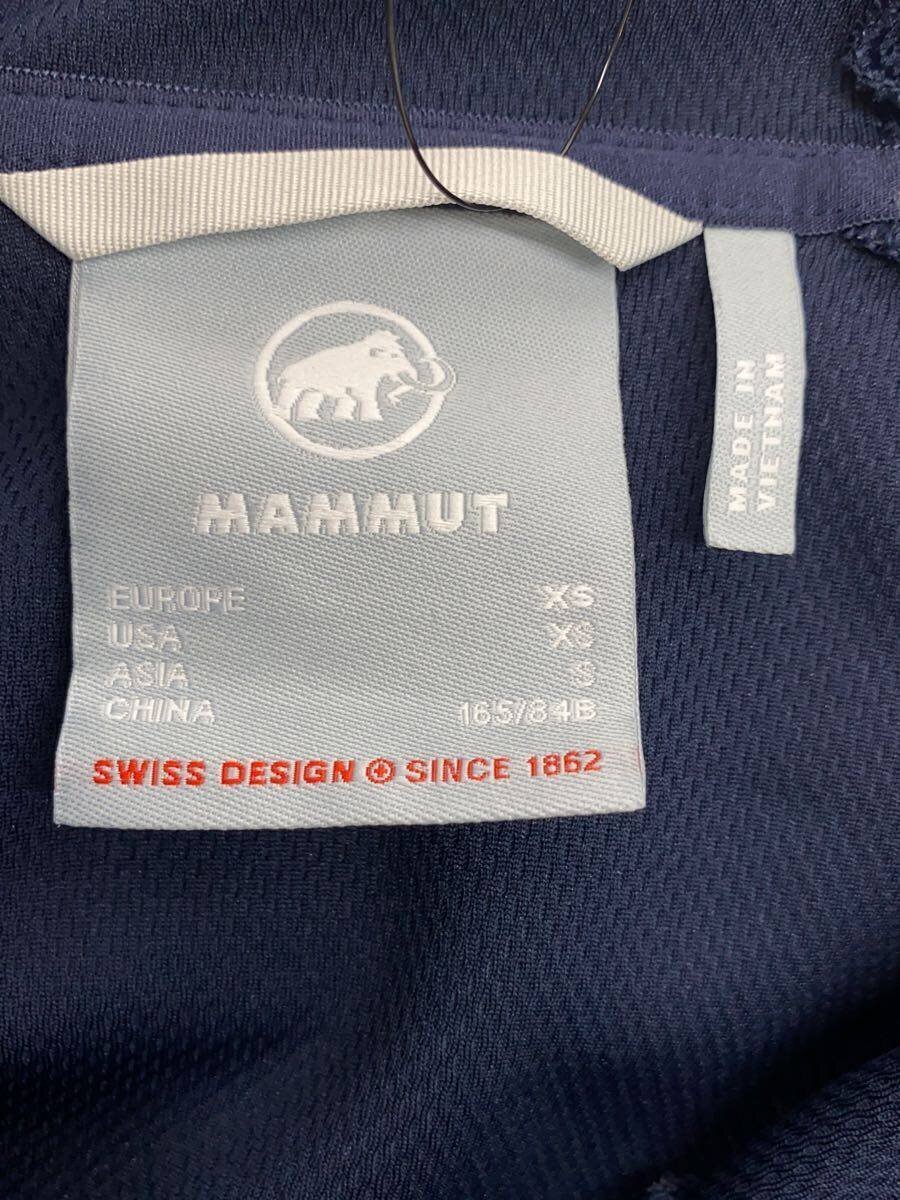 MAMMUT
EUROPE XS
USA XS
ASIA S
CHINA 165/84B
SWISS DESIGN SINCE 1862
MADE IN
VIETNAM